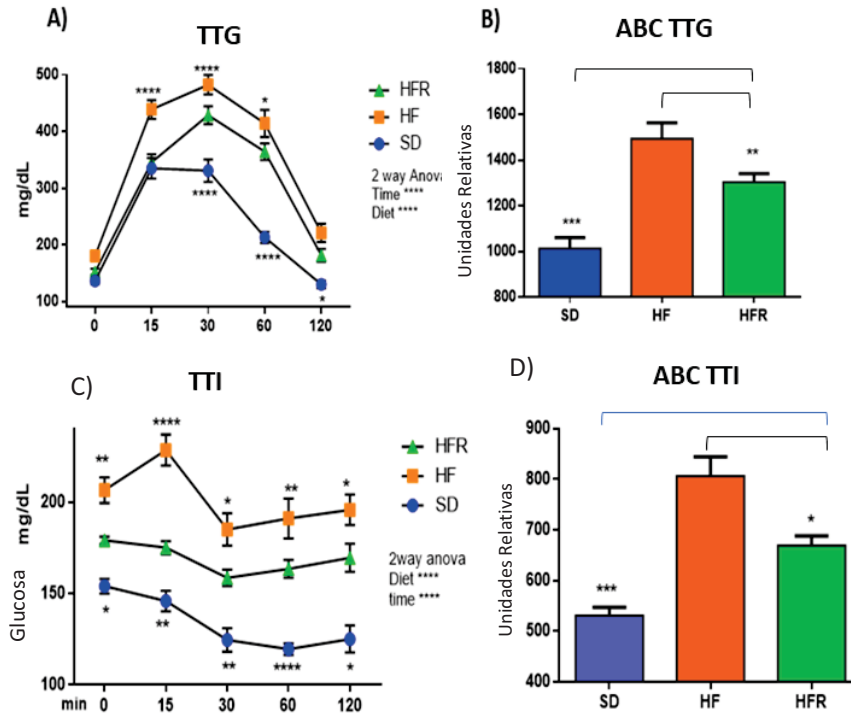 A)
TTG
mg/dL
500
400
300
200
100
0 15 30 60 120
**** **** *
****
****
*
HFR
HF
SD
2 way Anova
Time ****
Diet ****
B)
ABC TTG
Unidades Relativas
1800
1600
1400
1200
1000
800
***
**
SD HF HFR
C)
TTI
Glucosa mg/dL
200
150
100
** **** * ** *
* ** ** **** *
min 0 15 30 60 120
HFR
HF
SD
2way anova
Diet ****
time ****
D)
ABC TTI
Unidades Relativas
900
800
700
600
500
400
***
*
SD HF HFR